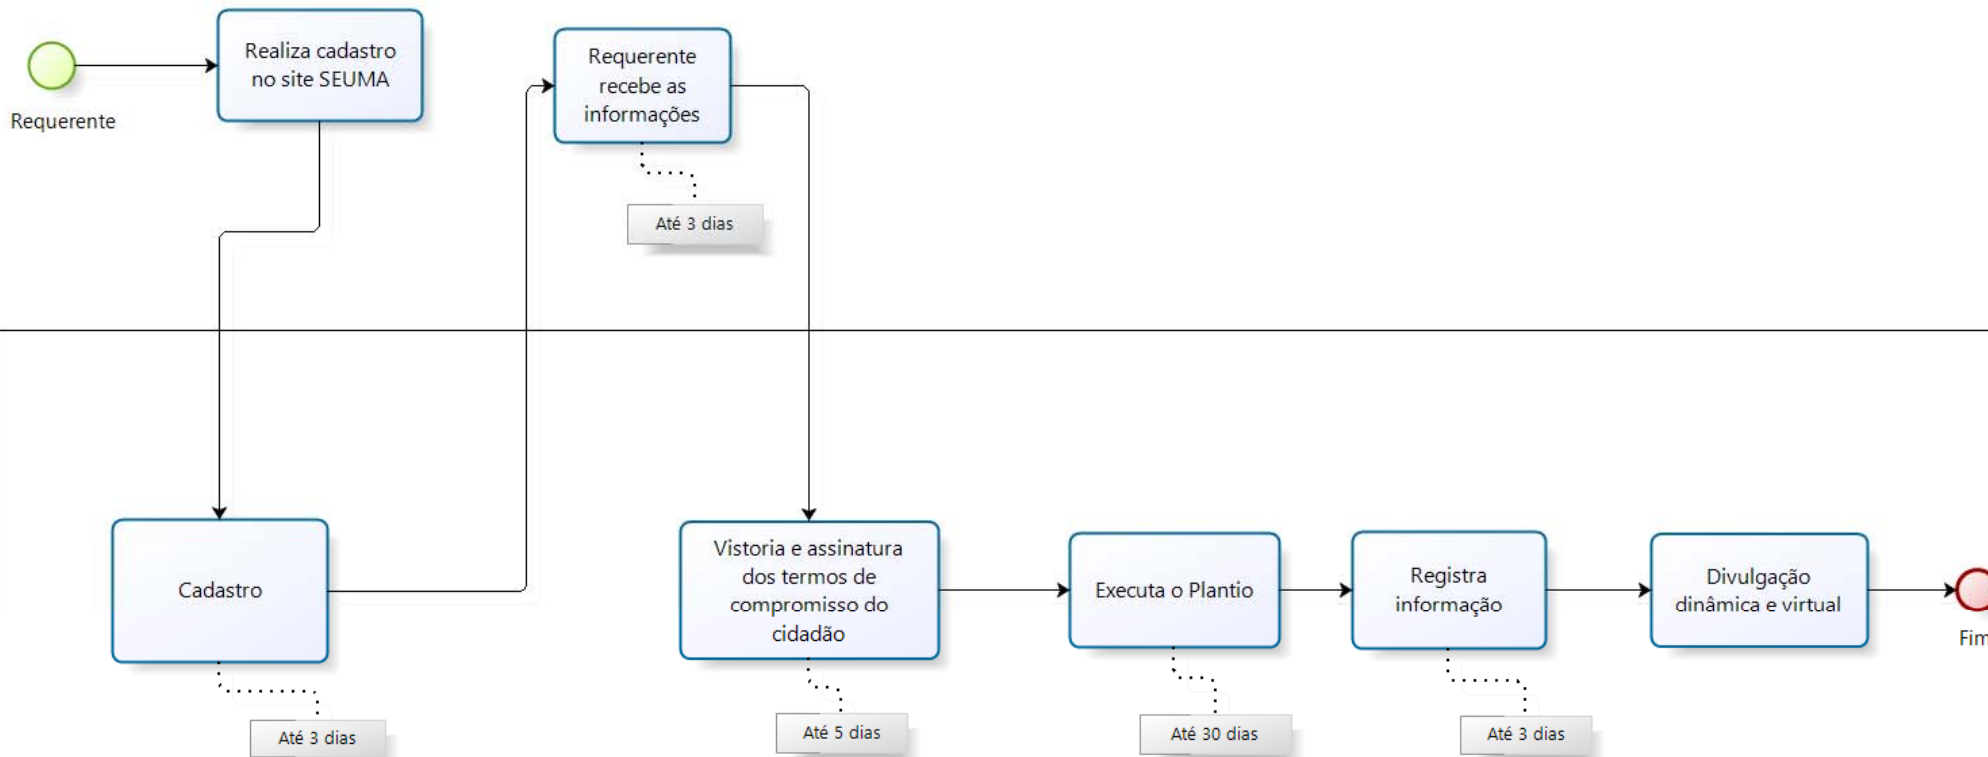 Realiza cadastro
no site SEUMA
Requerente
Requerente
recebe as
informações
Até 3 dias
Cadastro
Até 3 dias
Vistoria e assinatura
dos termos de
compromisso do
cidadão
Até 5 dias
Executa o Plantio
Até 30 dias
Registra
informação
Até 3 dias
Divulgação
dinâmica e virtual
Fim